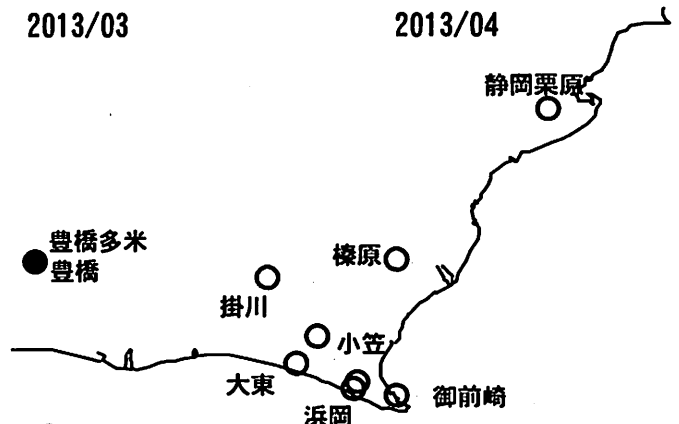 2013/03
2013/04
静岡栗原
豊橋多米
豊橋
榛原
掛川
小笠
大東
浜岡
御前崎